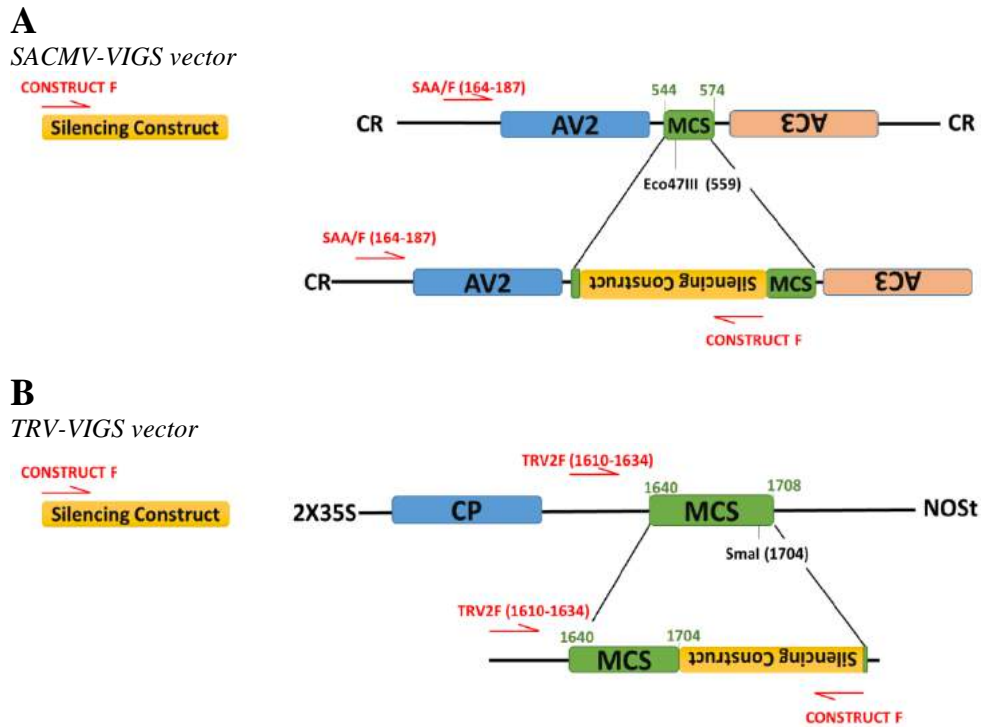 A
SACMV-VIGS vector
CONSTRUCT F
Silencing Construct
SAA/F (164-187)
544 574
CR AV2 MCS AC3 CR
Eco47III (559)
SAA/F (164-187)
CR AV2 Silencing Construct MCS AC3
CONSTRUCT F
B
TRV-VIGS vector
CONSTRUCT F
Silencing Construct
TRV2F (1610-1634)
1640 1708
2X35S CP MCS NOSt
SmaI (1704)
TRV2F (1610-1634)
1640 1704
MCS Silencing Construct
CONSTRUCT F